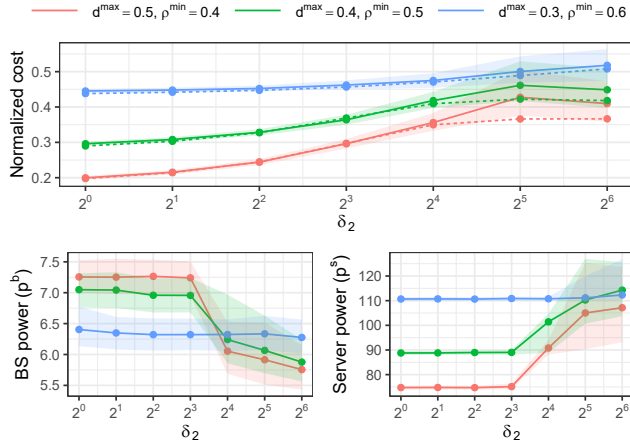 d^max = 0.5, ρ^min = 0.4 d^max = 0.4, ρ^min = 0.5 d^max = 0.3, ρ^min = 0.6
Normalized cost
0.5
0.4
0.3
0.2
2^0 2^1 2^2 2^3 2^4 2^5 2^6
δ_2
BS power (p^b)
7.5
7.0
6.5
6.0
5.5
2^0 2^1 2^2 2^3 2^4 2^5 2^6
δ_2
Server power (p^s)
110
100
90
80
2^0 2^1 2^2 2^3 2^4 2^5 2^6
δ_2